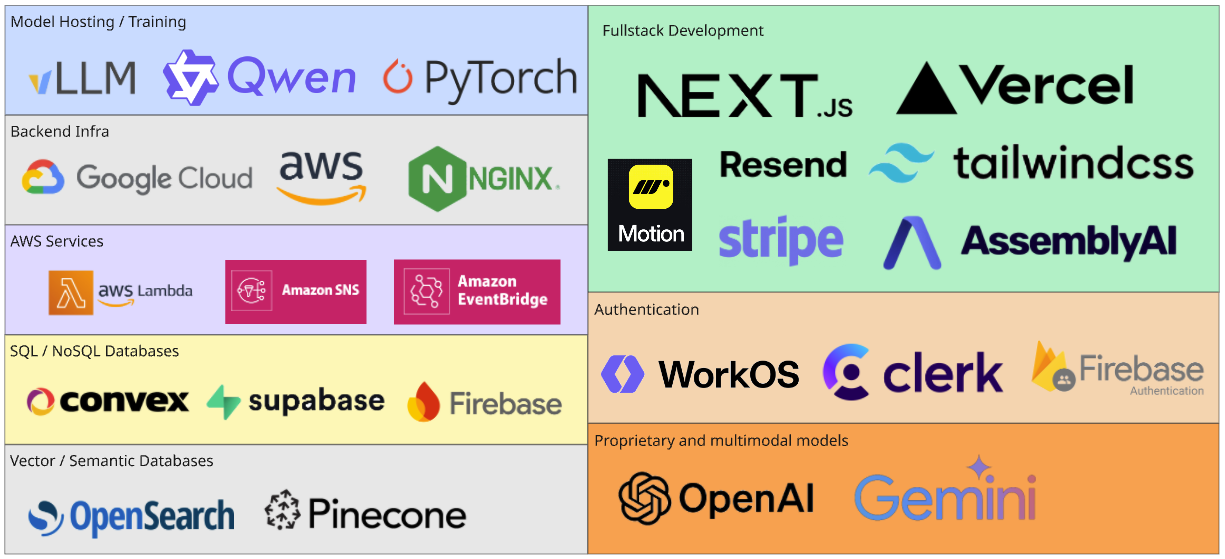 Model Hosting / Training
vLLM
Qwen
PyTorch
Backend Infra
Google Cloud
aws
NGINX
AWS Services
aws Lambda
Amazon SNS
Amazon
EventBridge
SQL / NoSQL Databases
convex
supabase
Firebase
Vector / Semantic Databases
OpenSearch
Pinecone
Fullstack Development
NEXT.JS
Vercel
Motion
Resend
tailwindcss
stripe
AssemblyAI
Authentication
WorkOS
clerk
Firebase
Authentication
Proprietary and multimodal models
OpenAI
Gemini